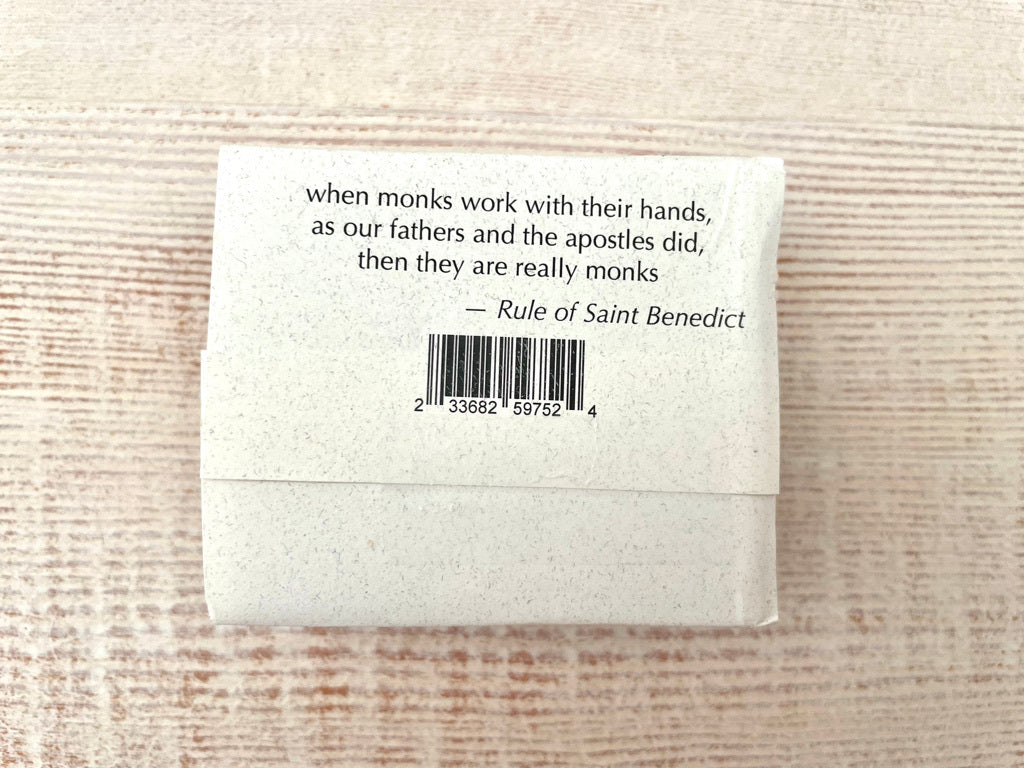 when monks work with their hands,
as our fathers and the apostles did,
then they are really monks
— Rule of Saint Benedict
2 33682 59752 4